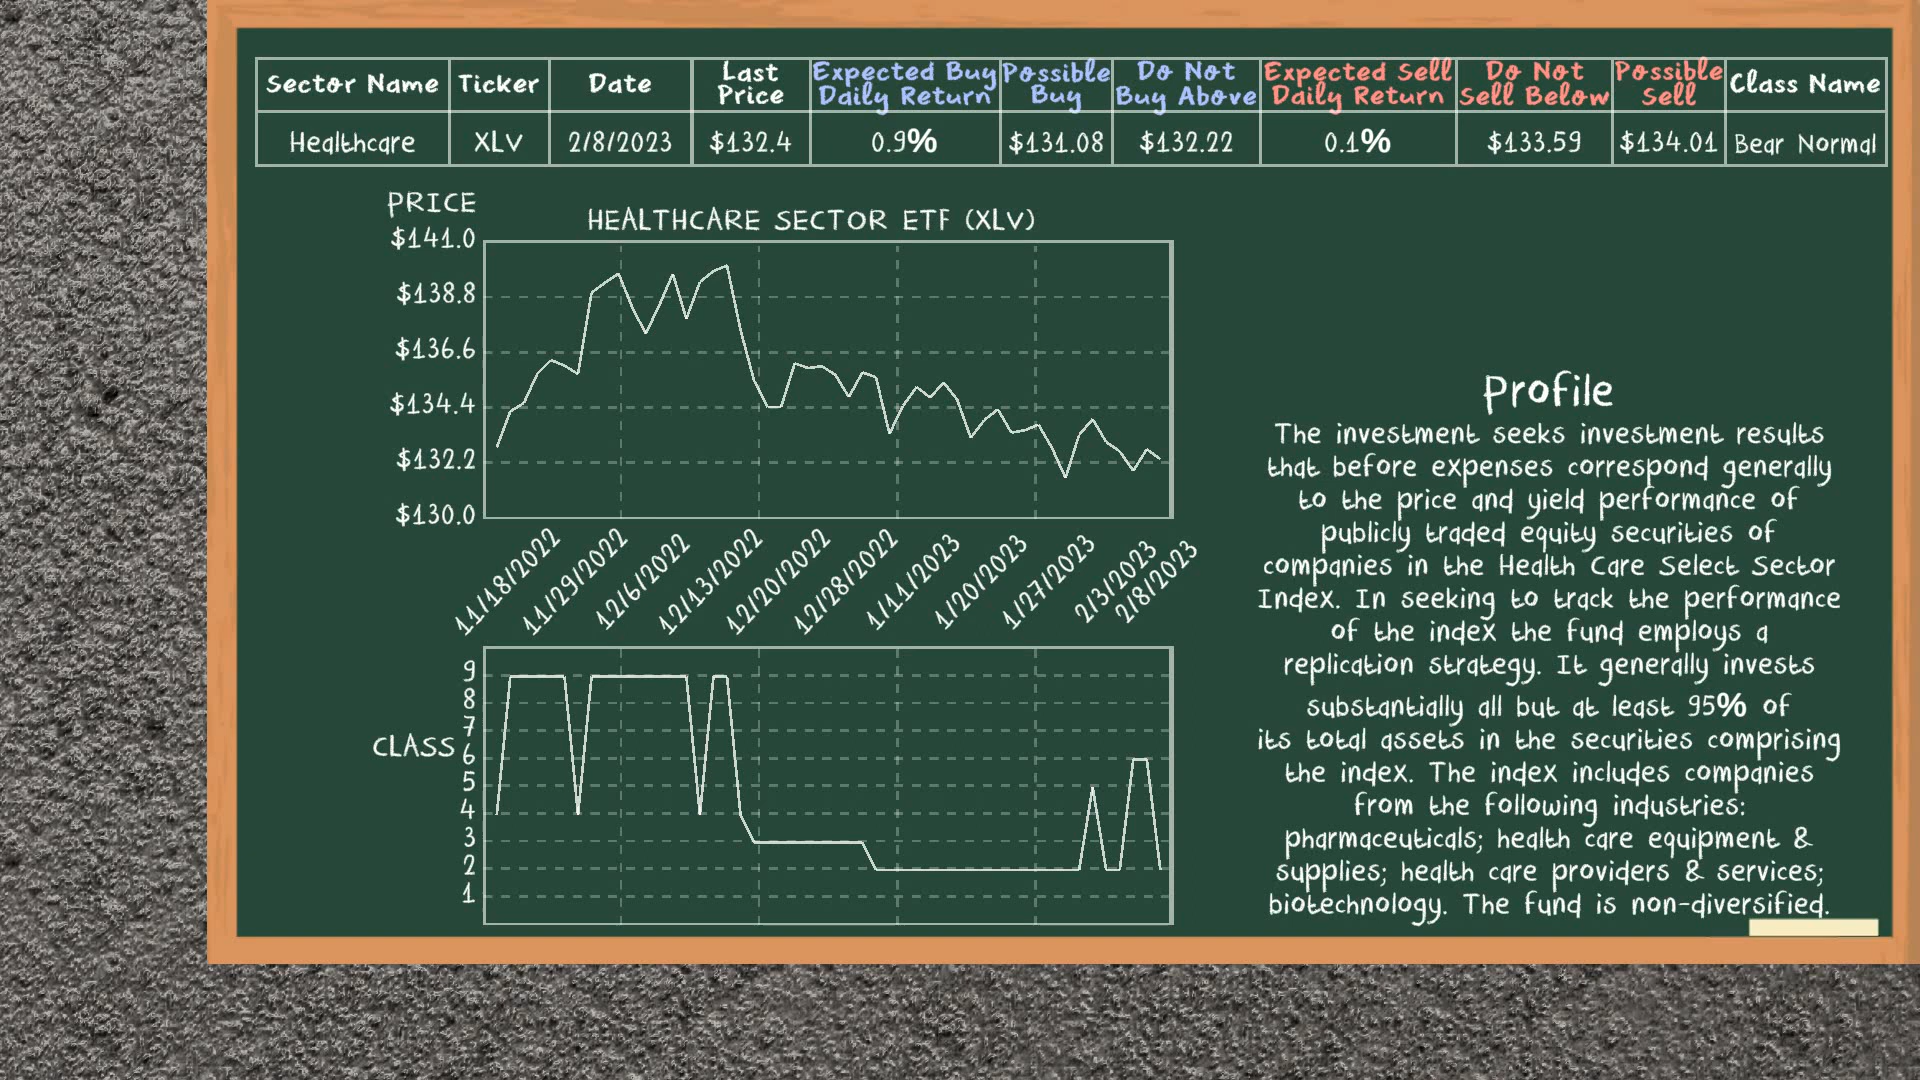 Sector Name Ticker Date Last Price Expected Buy Daily Return Possible Buy Do Not Buy Above Expected Sell Daily Return Do Not Sell Below Possible Sell Class Name
Healthcare XLV 2/8/2023 $132.4 0.9% $131.08 $132.22 0.1% $133.59 $134.01 Bear Normal
PRICE
HEALTHCARE SECTOR ETF (XLV)
$141.0
$138.8
$136.6
$134.4
$132.2
$130.0
11/18/2022
11/29/2022
12/6/2022
12/13/2022
12/20/2022
12/28/2022
1/11/2023
1/20/2023
1/27/2023
2/3/2023
2/8/2023
CLASS
9
8
7
6
5
4
3
2
1
Profile
The investment seeks investment results
that before expenses correspond generally
to the price and yield performance of
publicly traded equity securities of
companies in the Health Care Select Sector
Index. In seeking to track the performance
of the index the fund employs a
replication strategy. It generally invests
substantially all but at least 95% of
its total assets in the securities comprising
the index. The index includes companies
from the following industries:
pharmaceuticals; health care equipment &
supplies; health care providers & services;
biotechnology. The fund is non-diversified.